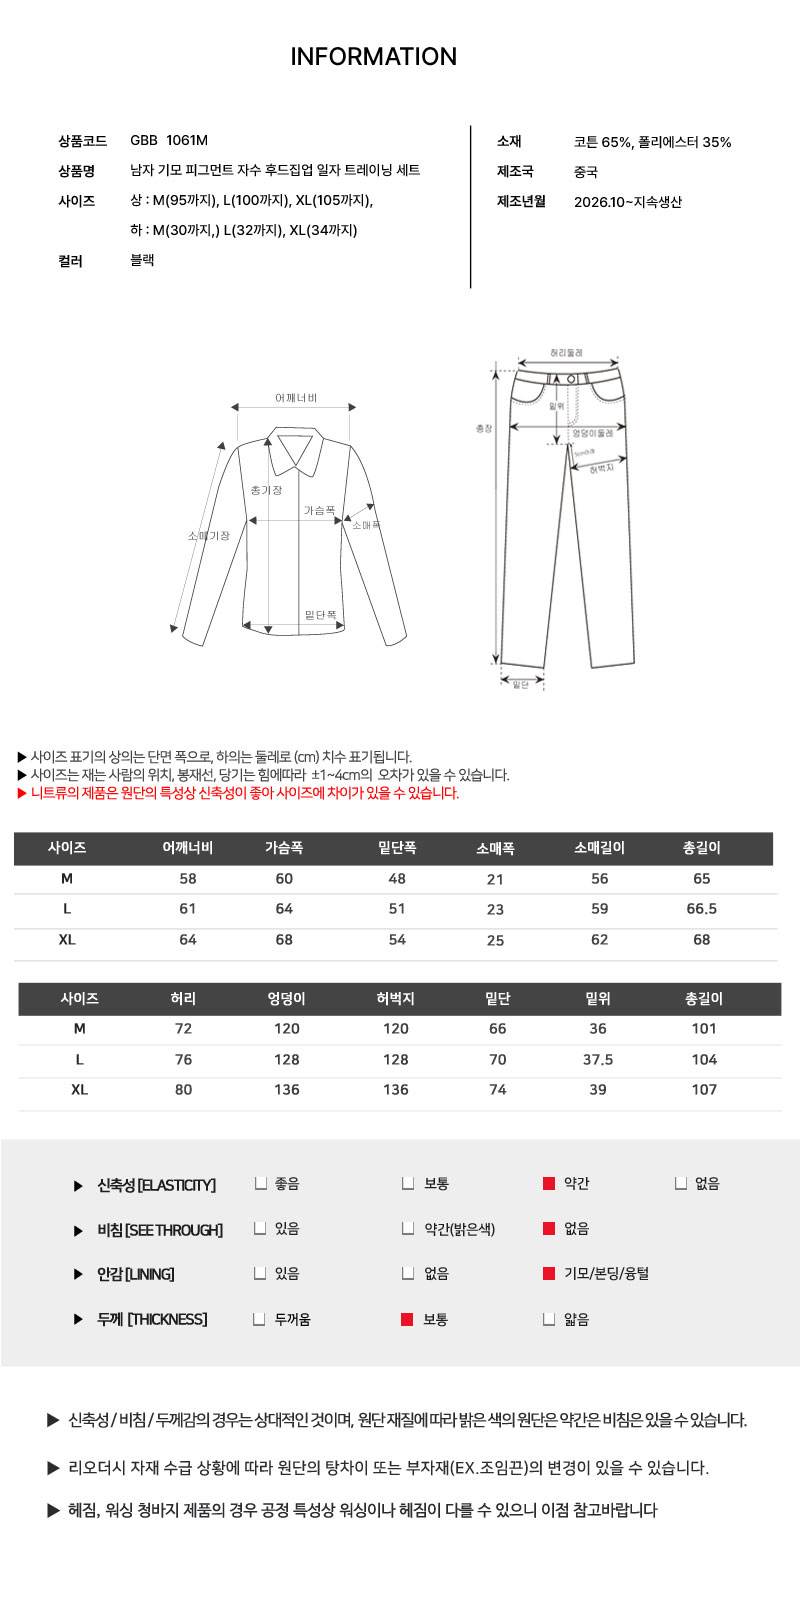 INFORMATION
상품코드 GBB 1061M
상품명 남자 기모 피그먼트 자수 후드집업 일자 트레이닝 세트
사이즈 상 : M(95까지), L(100까지), XL(105까지),
하 : M(30까지,) L(32까지), XL(34까지)
컬러 블랙
소재 코튼 65%, 폴리에스터 35%
제조국 중국
제조년월 2026.10~지속생산
어깨너비
총기장
가슴폭
소매폭
소매기장
밑단폭
허리둘레
밑위
총장
엉덩이둘레
허벅지
밑단
▶ 사이즈 표기의 상의는 단면 폭으로, 하의는 둘레로 (cm) 치수 표기됩니다.
▶ 사이즈는 재는 사람의 위치, 봉재선, 당기는 힘에따라 ±1~4cm의 오차가 있을 수 있습니다.
▶ 니트류의 제품은 원단의 특성상 신축성이 좋아 사이즈에 차이가 있을 수 있습니다.
사이즈 어깨너비 가슴폭 밑단폭 소매폭 소매길이 총길이
M 58 60 48 21 56 65
L 61 64 51 23 59 66.5
XL 64 68 54 25 62 68
사이즈 허리 엉덩이 허벅지 밑단 밑위 총길이
M 72 120 120 66 36 101
L 76 128 128 70 37.5 104
XL 80 136 136 74 39 107
▶ 신축성 [ELASTICITY] 좋음 보통 약간 없음
▶ 비침 [SEE THROUGH] 있음 약간(밝은색) 없음
▶ 안감 [LINING] 있음 없음 기모/본딩/융털
▶ 두께 [THICKNESS] 두꺼움 보통 얇음
▶ 신축성 / 비침 / 두께감의 경우는 상대적인 것이며, 원단 재질에 따라 밝은 색의 원단은 약간은 비침은 있을 수 있습니다.
▶ 리오더시 자재 수급 상황에 따라 원단의 탕차이 또는 부자재(EX.조임끈)의 변경이 있을 수 있습니다.
▶ 헤짐, 워싱 청바지 제품의 경우 공정 특성상 워싱이나 헤짐이 다를 수 있으니 이점 참고바랍니다